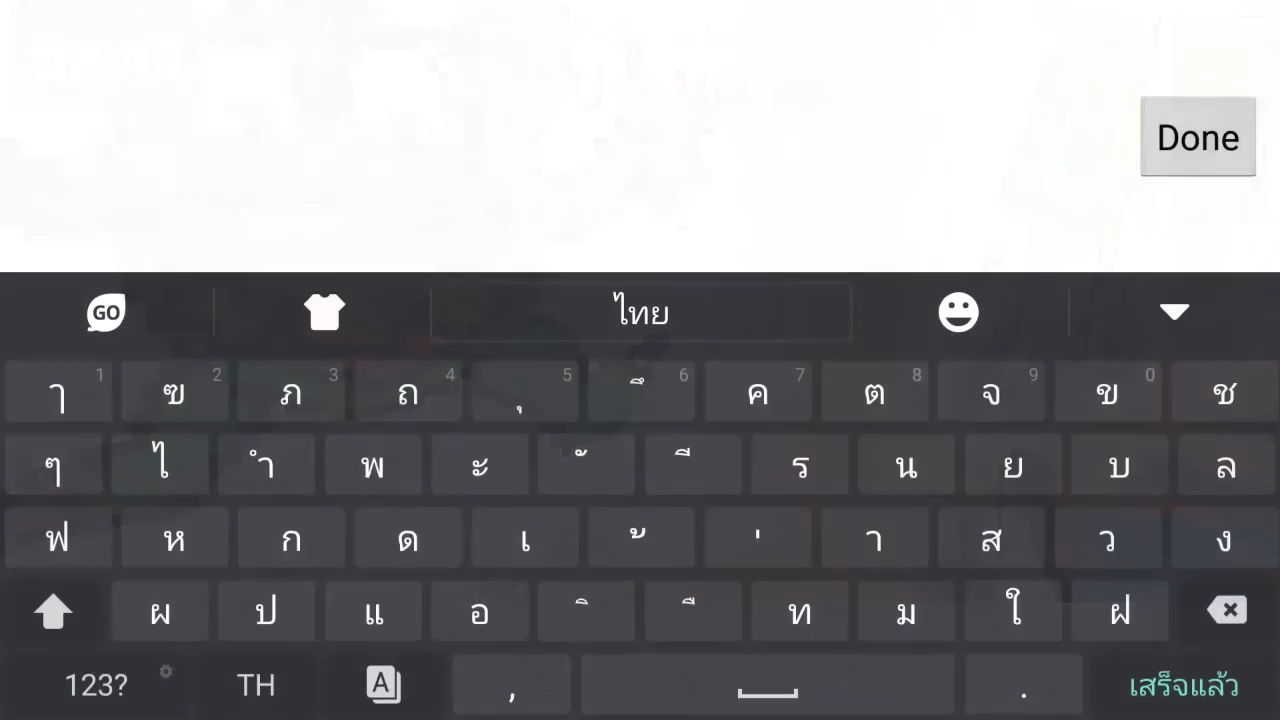 Done
GO ไทย
ๅ 1 ฃ 2 ภ 3 ถ 4 ุ 5 ึ 6 ค 7 ต 8 จ 9 ข 0 ช
ๆ ไ ำ พ ะ ั ี ร น ย บ ล
ฟ ห ก ด เ ้ ่ า ส ว ง
ผ ป แ อ ิ ื ท ม ใ ฝ
123? TH A , . เสร็จแล้ว